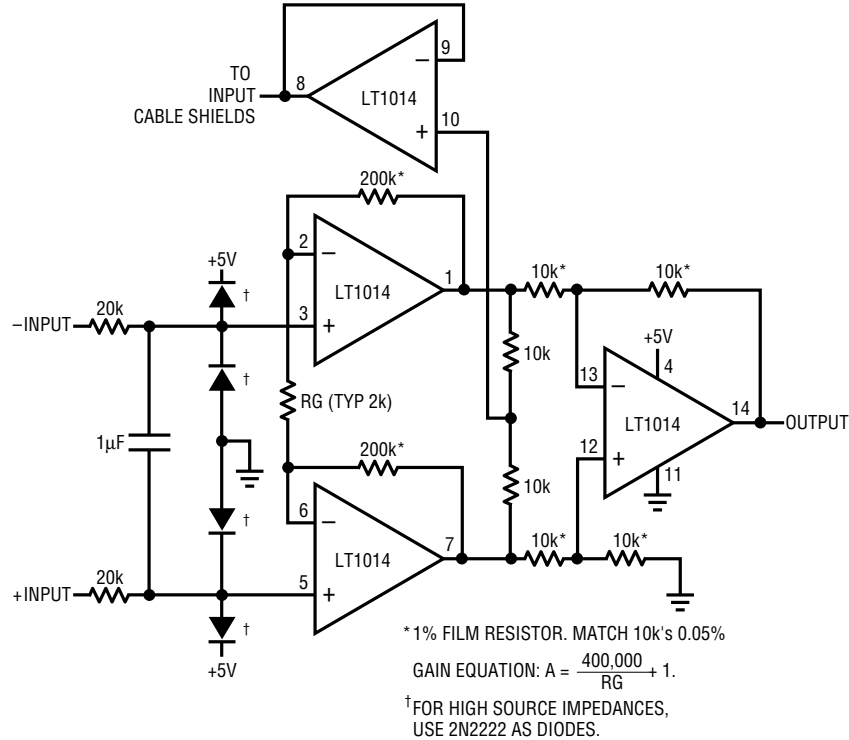 9
TO
INPUT
CABLE SHIELDS
8
−
LT1014
10
+
200k*
+5V
†
2
−
1
10k*
10k*
−INPUT
20k
3
LT1014
+
†
10k
+5V
4
13
−
RG (TYP 2k)
1µF
200k*
LT1014
14
OUTPUT
12
+
11
†
6
−
10k
7
10k*
10k*
+INPUT
20k
5
LT1014
+
†
+5V
*1% FILM RESISTOR. MATCH 10k's 0.05%
GAIN EQUATION: A = 400,000 / RG + 1.
†FOR HIGH SOURCE IMPEDANCES,
USE 2N2222 AS DIODES.